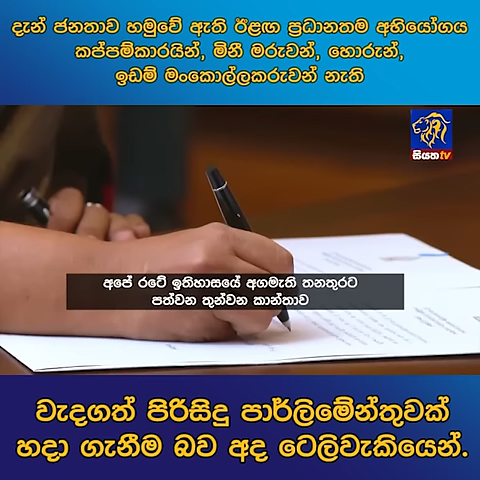 දැන් ජනතාව හමුවේ ඇති ඊළඟ ප්‍රධානතම අභියෝගය
කප්පම්කාරයින්, මිනී මරුවන්, හොරුන්,
ඉඩම් මංකොල්ලකරුවන් නැති
සියත tv
අපේ රටේ ඉතිහාසයේ අගමැති තනතුරට
පත්වන තුන්වන කාන්තාව
වැදගත් පිරිසිදු පාර්ලිමේන්තුවක්
හදා ගැනීම බව අද ටෙලිවැකියෙන්.